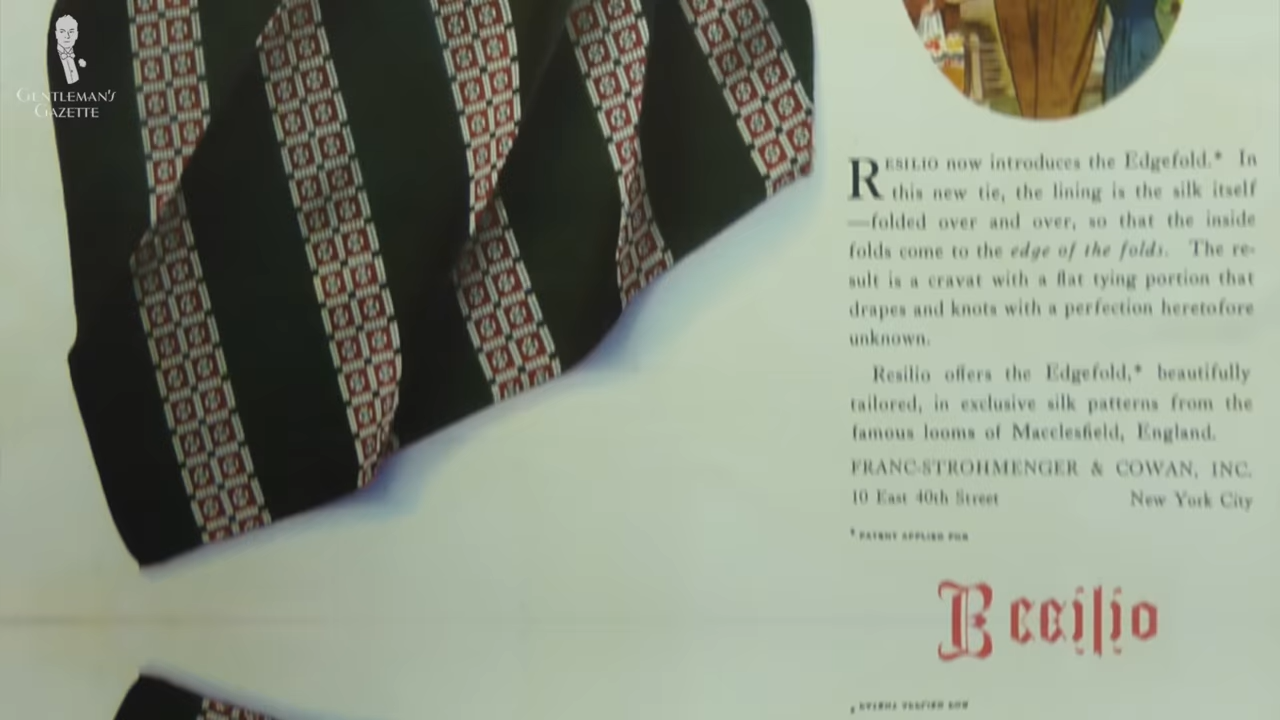 GENTLEMAN'S
GAZETTE
RESILIO now introduces the Edgefold.* In
this new tie, the lining is the silk itself
—folded over and over, so that the inside
folds come to the edge of the folds. The re-
sult is a cravat with a flat tying portion that
drapes and knots with a perfection heretofore
unknown.
Resilio offers the Edgefold,* beautifully
tailored, in exclusive silk patterns from the
famous looms of Macclesfield, England.
FRANC-STROHMENGER & COWAN, INC.
10 East 40th Street New York City
* PATENT APPLIED FOR
Resilio